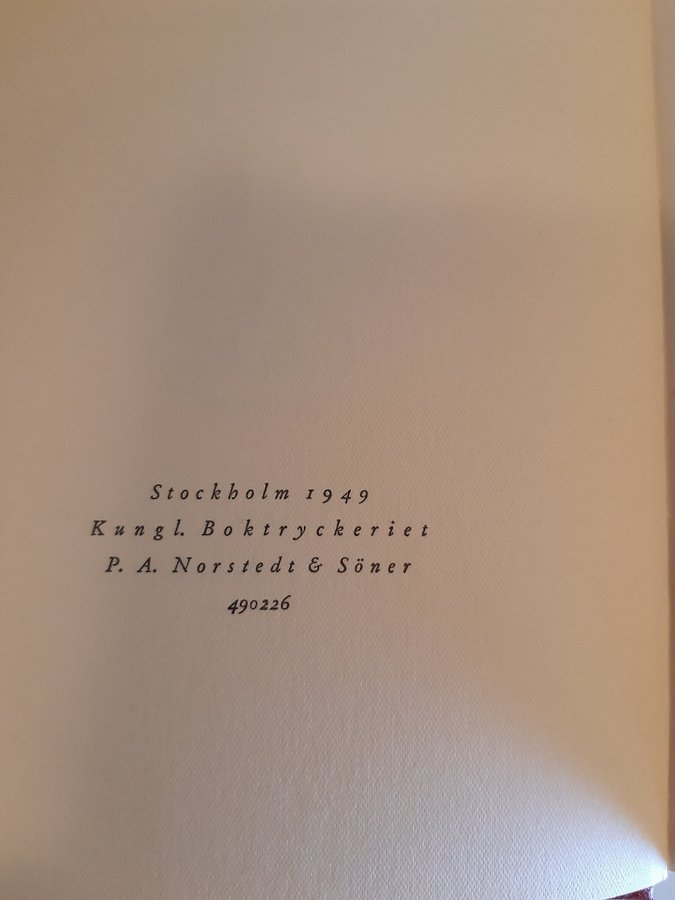 Stockholm 1949
Kungl. Boktryckeriet
P. A. Norstedt & Söner
490226